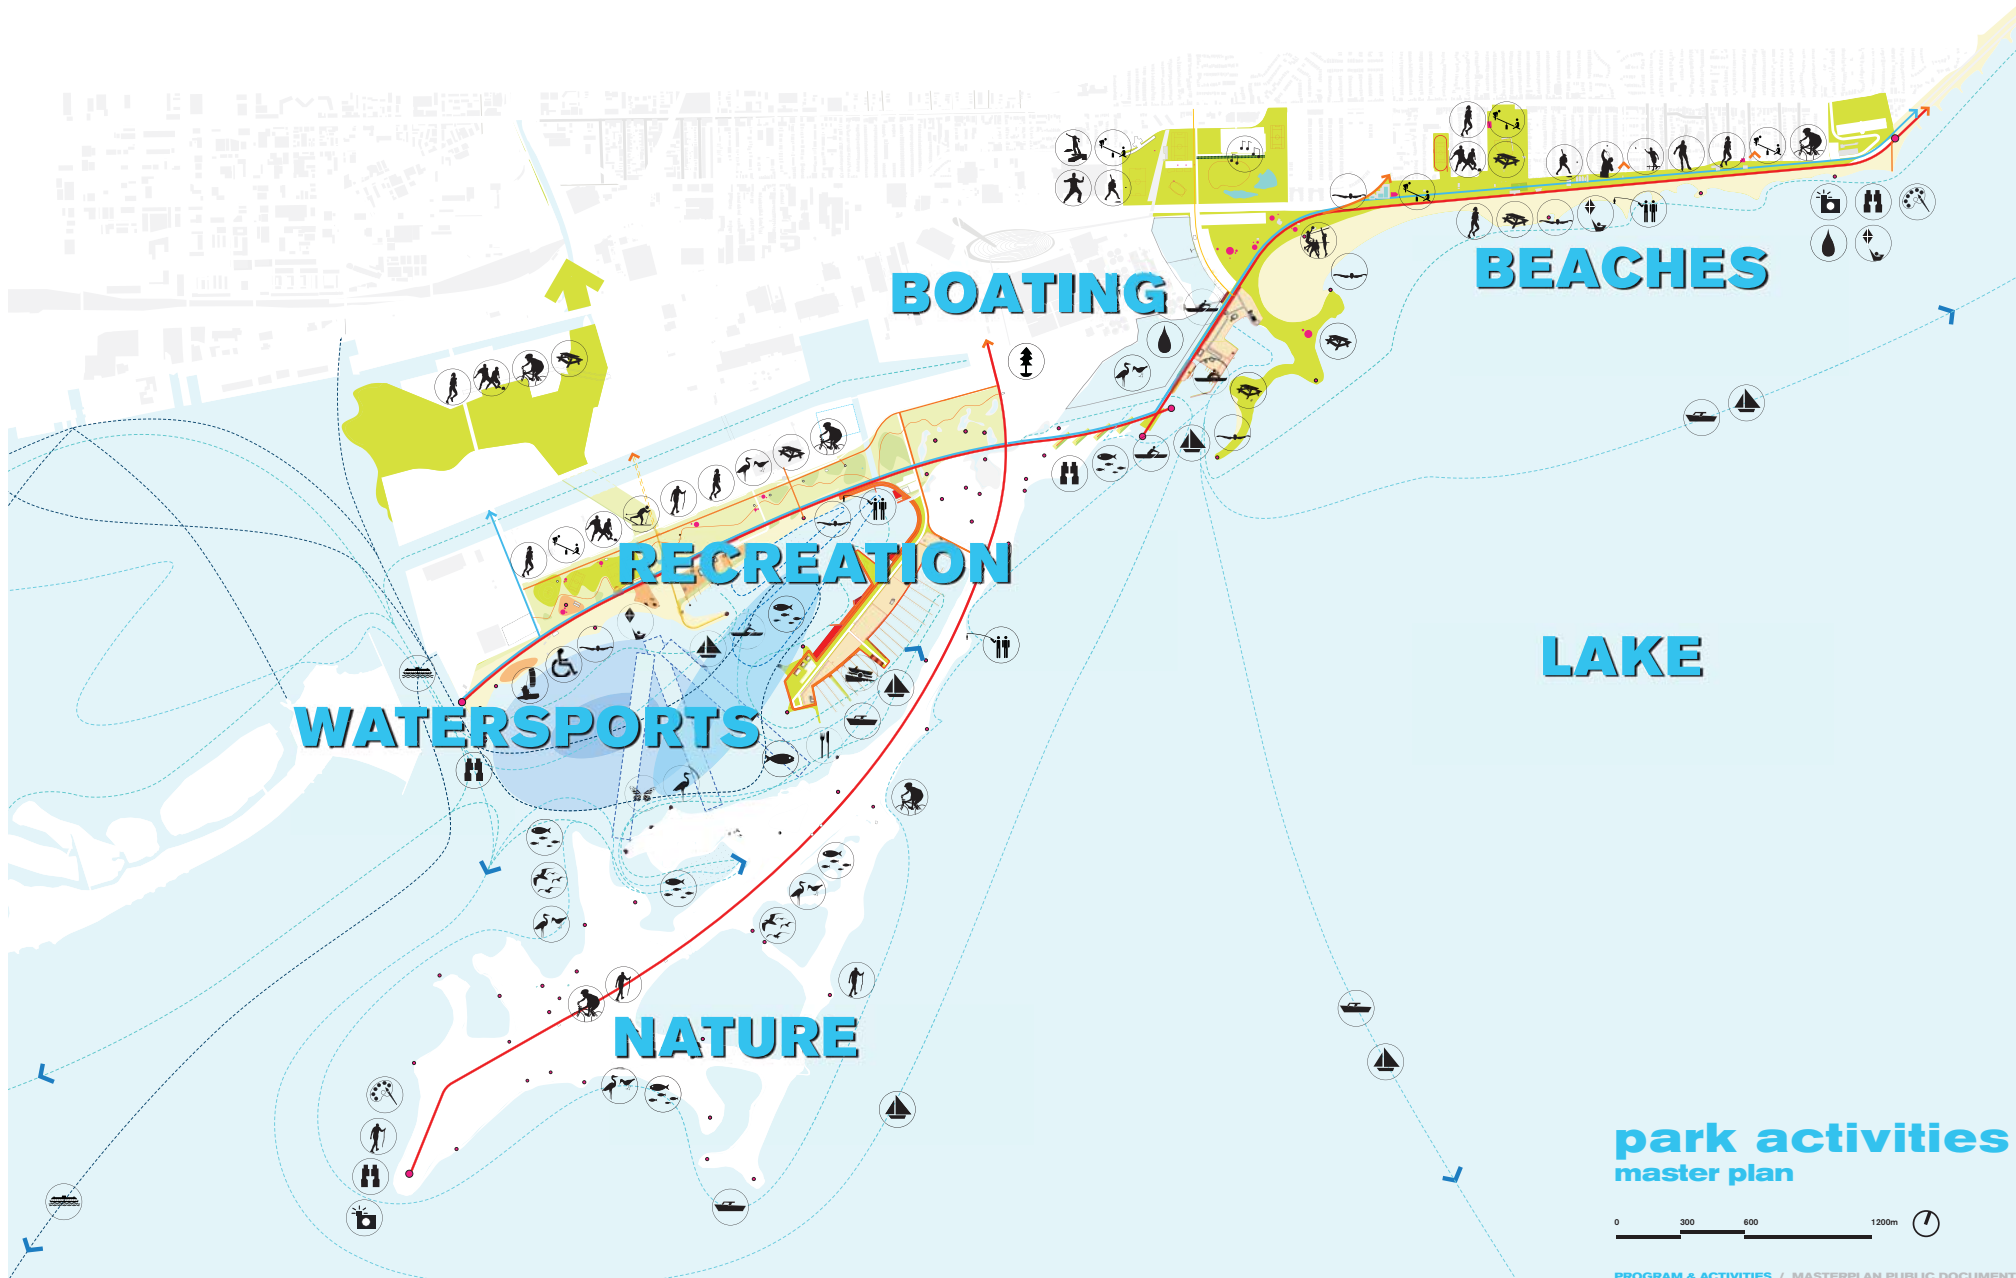 BEACHES
BOATING
RECREATION
LAKE
WATERSPORTS
NATURE
park activities
master plan
0 300 600 1200m
PROGRAM & ACTIVITIES / MASTERPLAN PUBLIC DOCUMENT